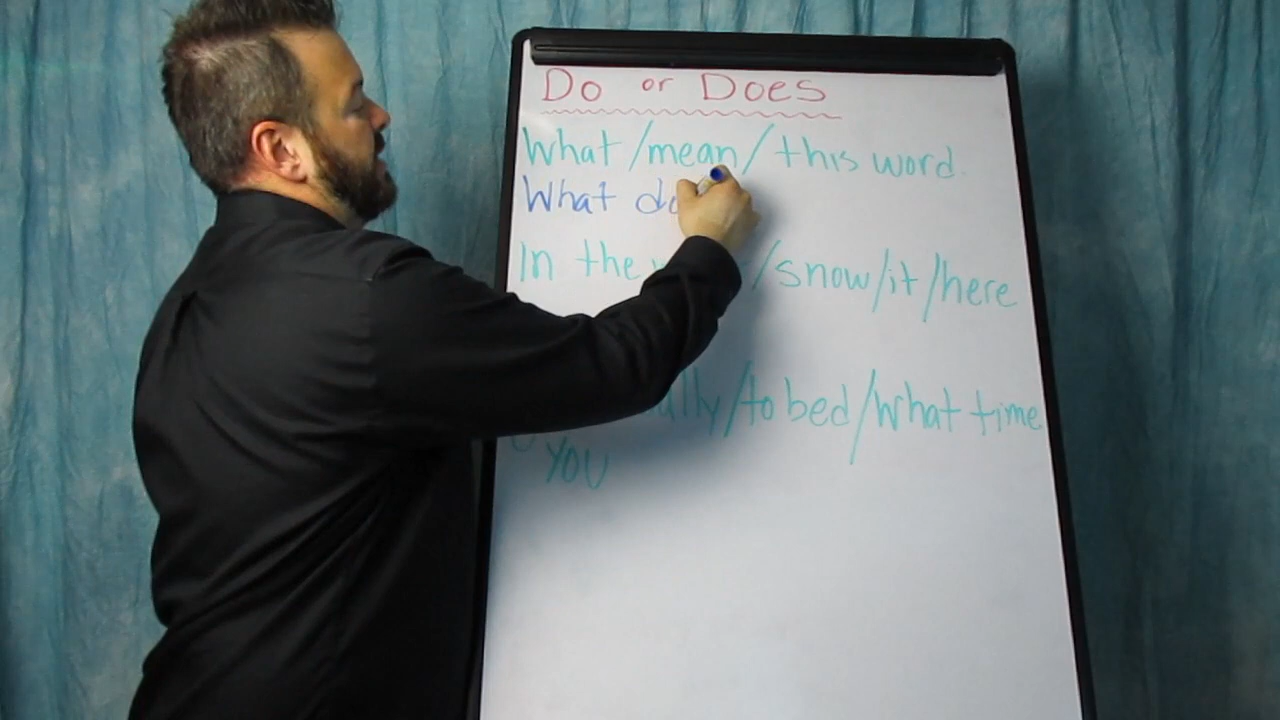 Do or Does
What / mean / this word.
What do
In the / snow / it / here
/ to bed / what time
you